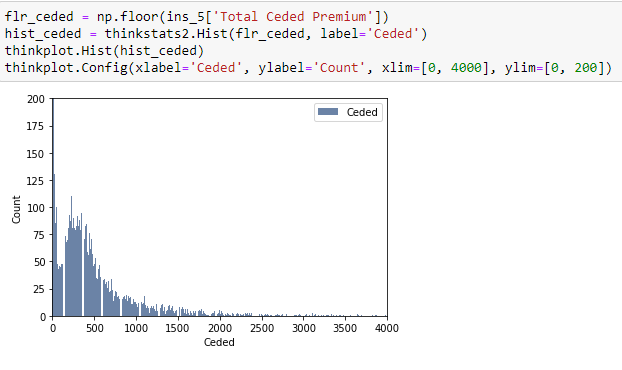 flr_ceded = np.floor(ins_5['Total Ceded Premium'])
hist_ceded = thinkstats2.Hist(flr_ceded, label='Ceded')
thinkplot.Hist(hist_ceded)
thinkplot.Config(xlabel='Ceded', ylabel='Count', xlim=[0, 4000], ylim=[0, 200])
200
175
150
125
100
75
50
25
0
Count
Ceded
0 500 1000 1500 2000 2500 3000 3500 4000
Ceded